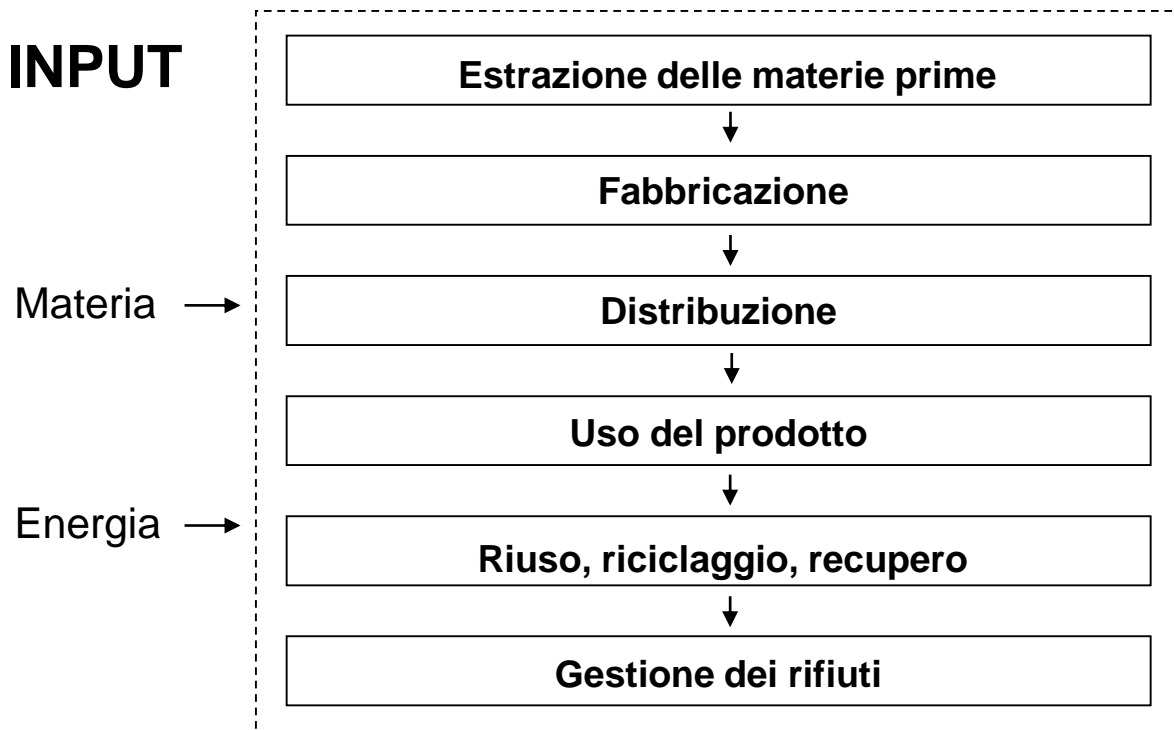 INPUT
Estrazione delle materie prime
Fabbricazione
Materia
Distribuzione
Uso del prodotto
Energia
Riuso, riciclaggio, recupero
Gestione dei rifiuti